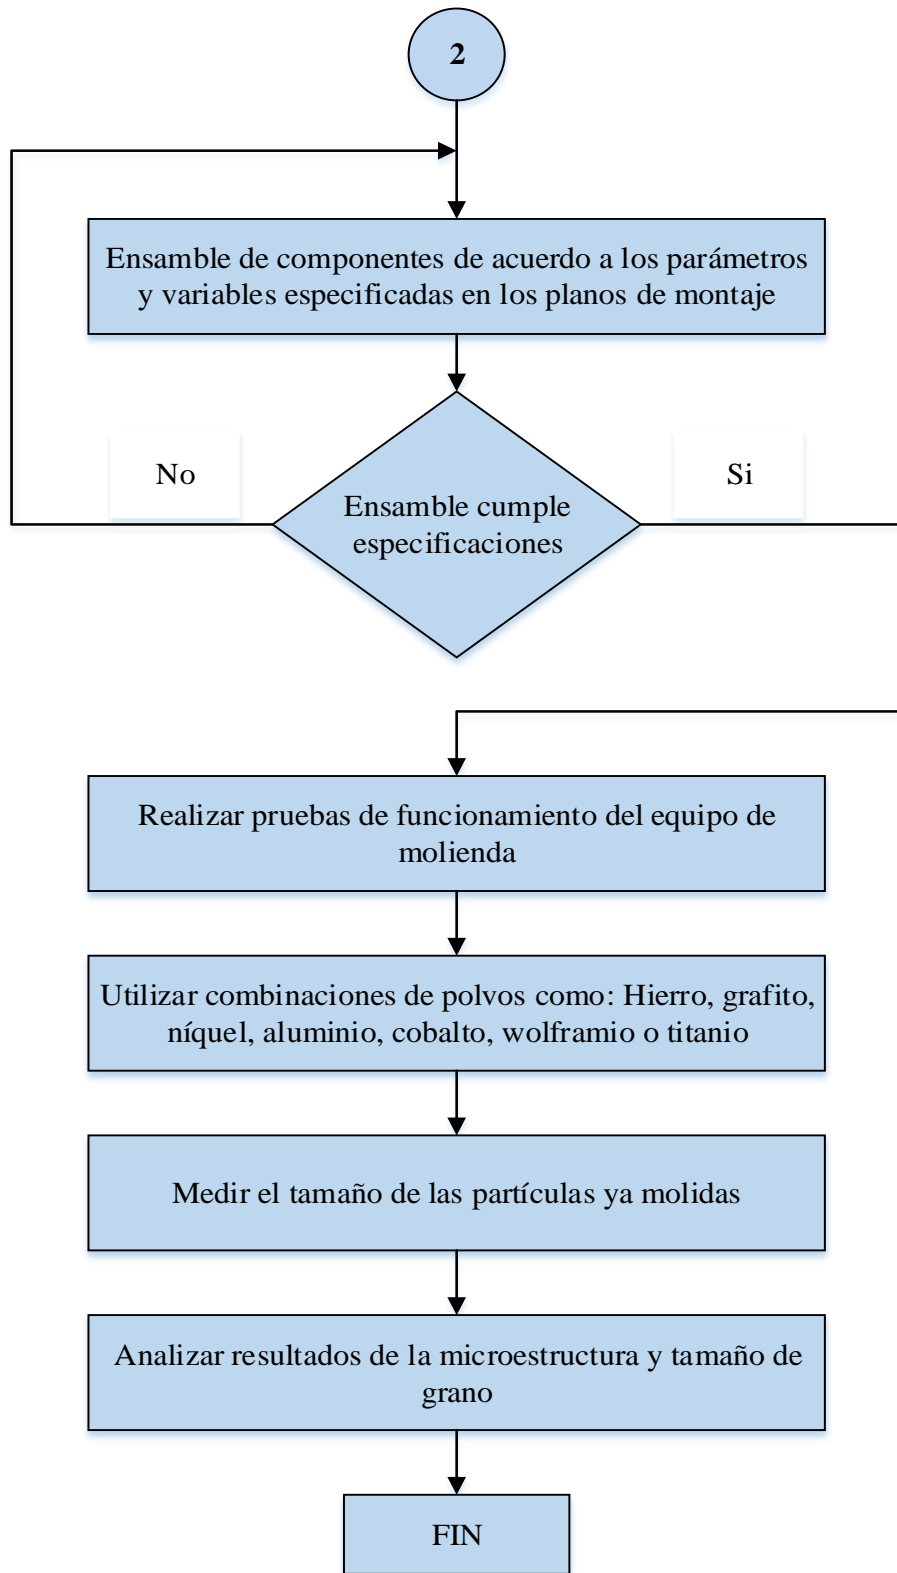 2
Ensamble de componentes de acuerdo a los parámetros
y variables especificadas en los planos de montaje
No
Si
Ensamble cumple
especificaciones
Realizar pruebas de funcionamiento del equipo de
molienda
Utilizar combinaciones de polvos como: Hierro, grafito,
níquel, aluminio, cobalto, wolframio o titanio
Medir el tamaño de las partículas ya molidas
Analizar resultados de la microestructura y tamaño de
grano
FIN